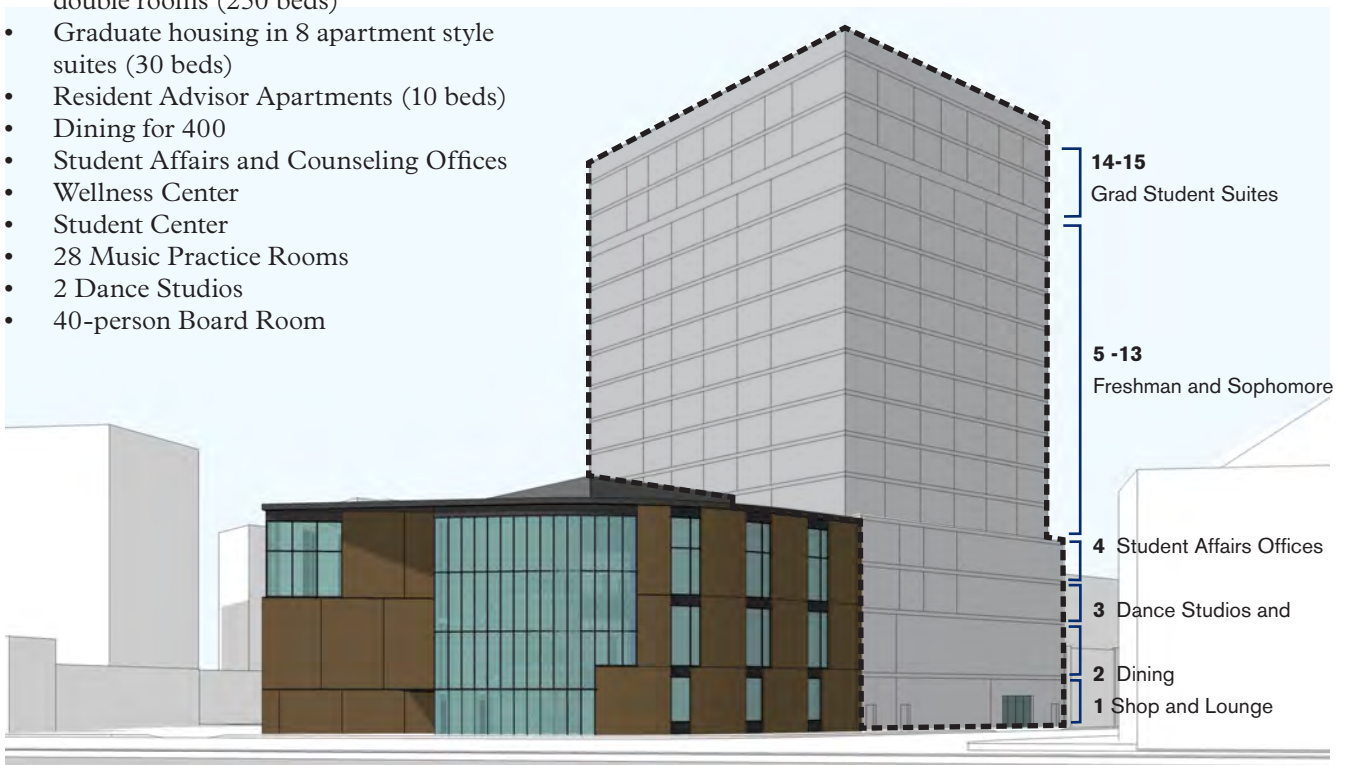 double rooms (250 beds)
• Graduate housing in 8 apartment style
suites (30 beds)
• Resident Advisor Apartments (10 beds)
• Dining for 400
• Student Affairs and Counseling Offices
• Wellness Center
• Student Center
• 28 Music Practice Rooms
• 2 Dance Studios
• 40-person Board Room
14-15
Grad Student Suites
5 -13
Freshman and Sophomore
4 Student Affairs Offices
3 Dance Studios and
2 Dining
1 Shop and Lounge